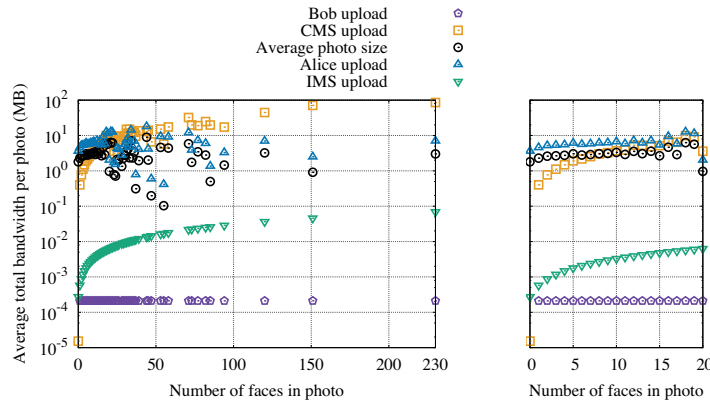 Bob upload
CMS upload
Average photo size
Alice upload
IMS upload
Average total bandwidth per photo (MB)
10^2
10^1
10^0
10^-1
10^-2
10^-3
10^-4
10^-5
0 50 100 150 200 230
Number of faces in photo
0 5 10 15 20
Number of faces in photo